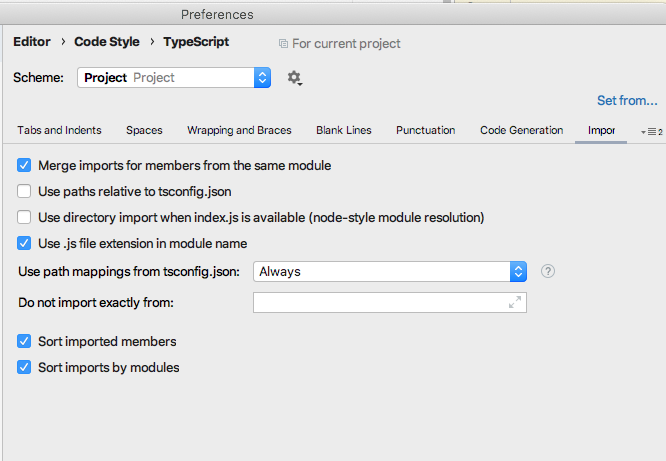 Preferences
Editor › Code Style › TypeScript For current project
Scheme: Project Project
Set from...
Tabs and Indents Spaces Wrapping and Braces Blank Lines Punctuation Code Generation Impor 2
Merge imports for members from the same module
Use paths relative to tsconfig.json
Use directory import when index.js is available (node-style module resolution)
Use .js file extension in module name
Use path mappings from tsconfig.json: Always ?
Do not import exactly from:
Sort imported members
Sort imports by modules